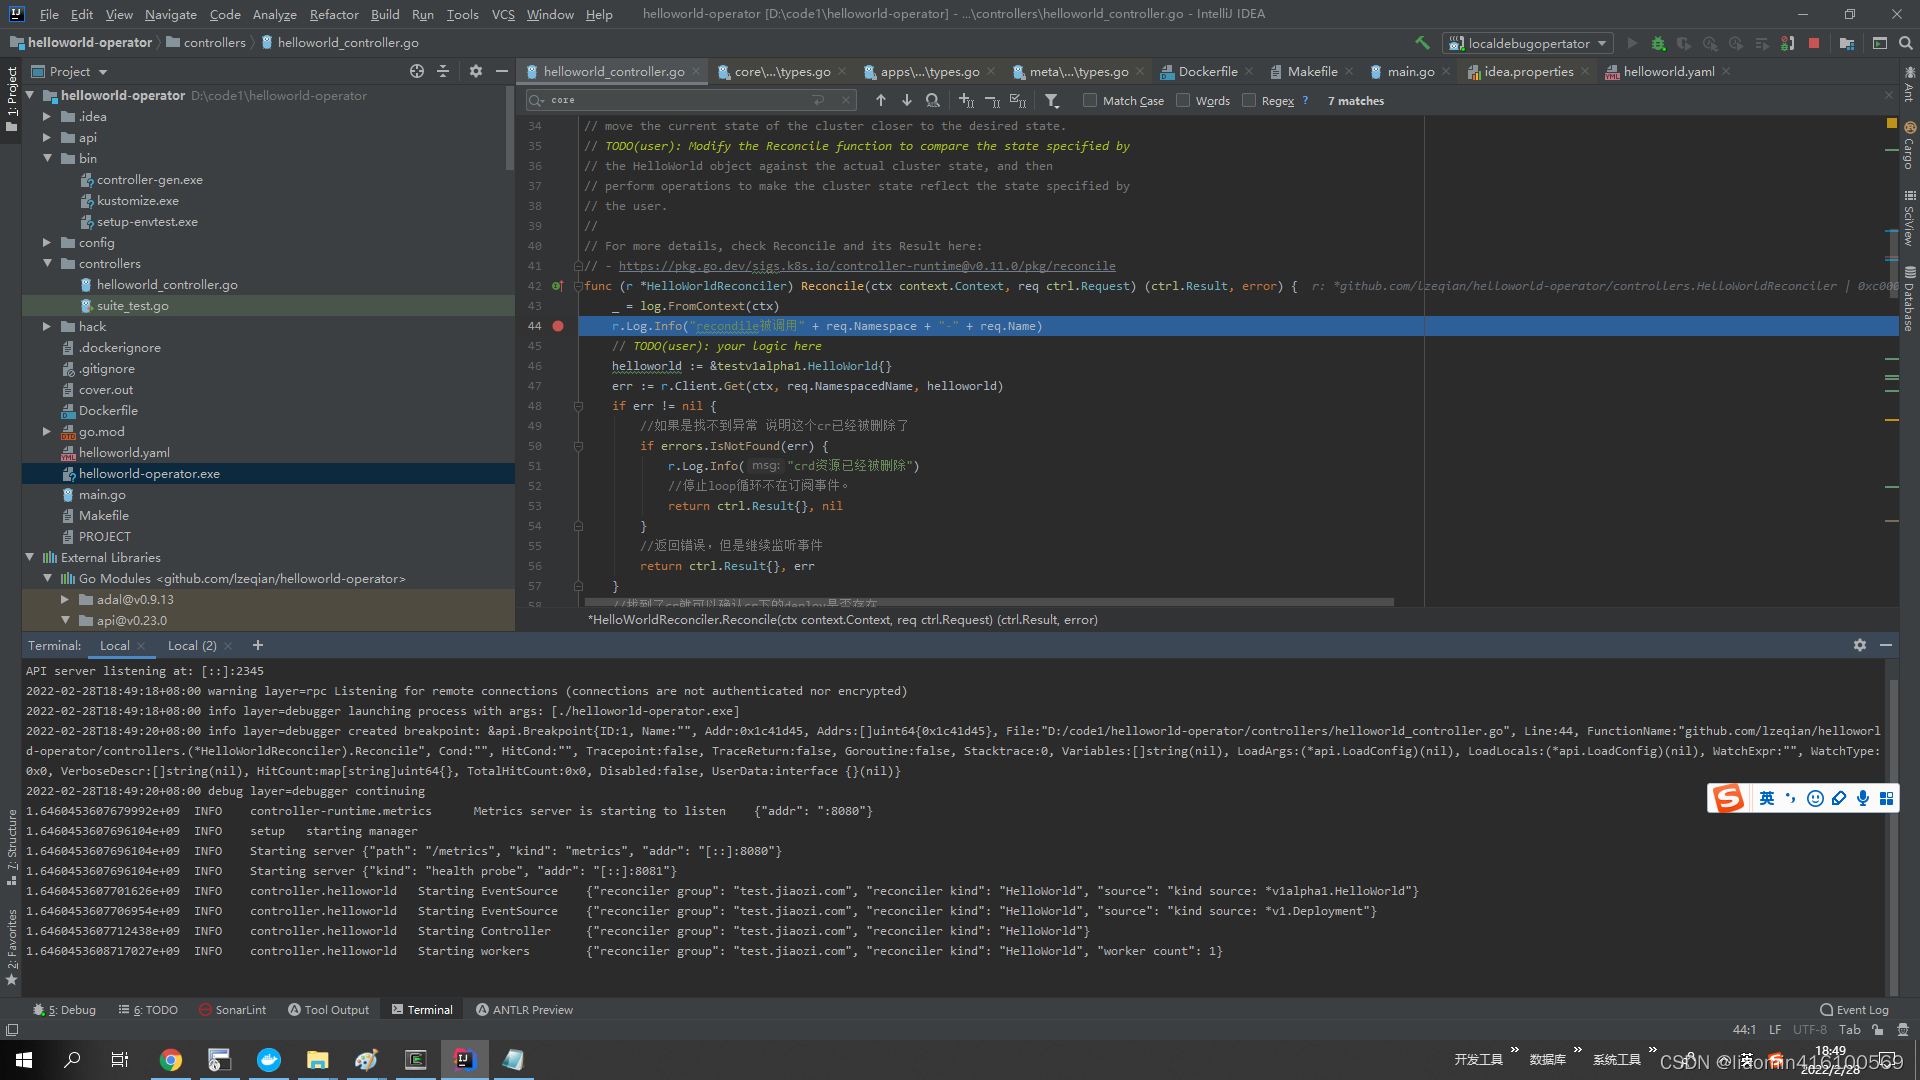 File Edit View Navigate Code Analyze Refactor Build Run Tools VCS Window Help helloworld-operator [D:\code1\helloworld-operator] - ...\controllers\helloworld_controller.go - IntelliJ IDEA
helloworld-operator controllers helloworld_controller.go localdebugopertator
Project helloworld_controller.go core\...\types.go apps\...\types.go meta\...\types.go Dockerfile Makefile main.go idea.properties helloworld.yaml
core Match Case Words Regex ? 7 matches
1: Project
7: Structure
2: Favorites
Ant
Cargo
SciView
Database
helloworld-operator D:\code1\helloworld-operator
.idea
api
bin
controller-gen.exe
kustomize.exe
setup-envtest.exe
config
controllers
helloworld_controller.go
suite_test.go
hack
.dockerignore
.gitignore
cover.out
Dockerfile
go.mod
helloworld.yaml
helloworld-operator.exe
main.go
Makefile
PROJECT
External Libraries
Go Modules <github.com/lzeqian/helloworld-operator>
adal@v0.9.13
api@v0.23.0
34 // move the current state of the cluster closer to the desired state.
35 // TODO(user): Modify the Reconcile function to compare the state specified by
36 // the HelloWorld object against the actual cluster state, and then
37 // perform operations to make the cluster state reflect the state specified by
38 // the user.
39 //
40 // For more details, check Reconcile and its Result here:
41 // - https://pkg.go.dev/sigs.k8s.io/controller-runtime@v0.11.0/pkg/reconcile
42 func (r *HelloWorldReconciler) Reconcile(ctx context.Context, req ctrl.Request) (ctrl.Result, error) { r: *github.com/lzeqian/helloworld-operator/controllers.HelloWorldReconciler | 0xc000
43 _ = log.FromContext(ctx)
44 r.Log.Info("recondile被调用" + req.Namespace + "-" + req.Name)
45 // TODO(user): your logic here
46 helloworld := &testv1alpha1.HelloWorld{}
47 err := r.Client.Get(ctx, req.NamespacedName, helloworld)
48 if err != nil {
49 //如果是找不到异常 说明这个cr已经被删除了
50 if errors.IsNotFound(err) {
51 r.Log.Info( msg: "crd资源已经被删除")
52 //停止loop循环不在订阅事件。
53 return ctrl.Result{}, nil
54 }
55 //返回错误，但是继续监听事件
56 return ctrl.Result{}, err
57 }
58 //找到了cr就可以确认cr下的deploy是否存在
*HelloWorldReconciler.Reconcile(ctx context.Context, req ctrl.Request) (ctrl.Result, error)
Terminal: Local Local (2) +
API server listening at: [::]:2345
2022-02-28T18:49:18+08:00 warning layer=rpc Listening for remote connections (connections are not authenticated nor encrypted)
2022-02-28T18:49:18+08:00 info layer=debugger launching process with args: [./helloworld-operator.exe]
2022-02-28T18:49:20+08:00 info layer=debugger created breakpoint: &api.Breakpoint{ID:1, Name:"", Addr:0x1c41d45, Addrs:[]uint64{0x1c41d45}, File:"D:/code1/helloworld-operator/controllers/helloworld_controller.go", Line:44, FunctionName:"github.com/lzeqian/hellowor
d-operator/controllers.(*HelloWorldReconciler).Reconcile", Cond:"", HitCond:"", Tracepoint:false, TraceReturn:false, Goroutine:false, Stacktrace:0, Variables:[]string(nil), LoadArgs:(*api.LoadConfig)(nil), LoadLocals:(*api.LoadConfig)(nil), WatchExpr:"", WatchType:
0x0, VerboseDescr:[]string(nil), HitCount:map[string]uint64{}, TotalHitCount:0x0, Disabled:false, UserData:interface {}(nil)}
2022-02-28T18:49:20+08:00 debug layer=debugger continuing
1.6460453607679992e+09 INFO controller-runtime.metrics Metrics server is starting to listen {"addr": ":8080"}
1.6460453607696104e+09 INFO setup starting manager
1.6460453607696104e+09 INFO Starting server {"path": "/metrics", "kind": "metrics", "addr": "[::]:8080"}
1.6460453607696104e+09 INFO Starting server {"kind": "health probe", "addr": "[::]:8081"}
1.6460453607701626e+09 INFO controller.helloworld Starting EventSource {"reconciler group": "test.jiaozi.com", "reconciler kind": "HelloWorld", "source": "kind source: *v1alpha1.HelloWorld"}
1.6460453607706954e+09 INFO controller.helloworld Starting EventSource {"reconciler group": "test.jiaozi.com", "reconciler kind": "HelloWorld", "source": "kind source: *v1.Deployment"}
1.6460453607712438e+09 INFO controller.helloworld Starting Controller {"reconciler group": "test.jiaozi.com", "reconciler kind": "HelloWorld"}
1.6460453608717027e+09 INFO controller.helloworld Starting workers {"reconciler group": "test.jiaozi.com", "reconciler kind": "HelloWorld", "worker count": 1}
英
5: Debug 6: TODO SonarLint Tool Output Terminal ANTLR Preview Event Log
44:1 LF UTF-8 Tab
开发工具 数据库 系统工具 英 18:49
2022/2/28
CSDN @liaomin416100569